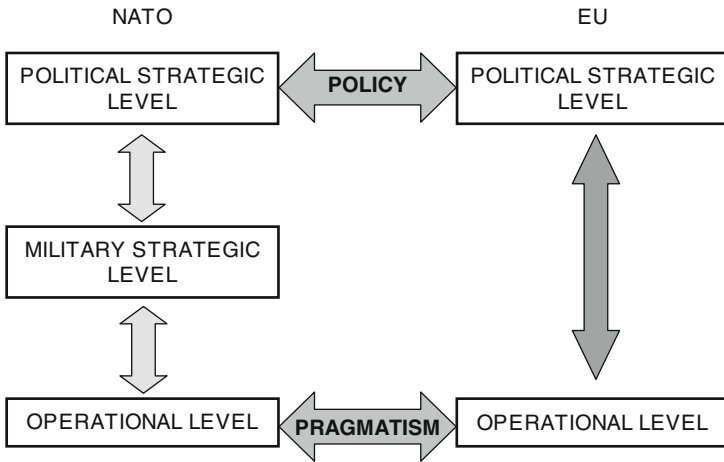 NATO
EU
POLITICAL STRATEGIC
LEVEL
POLICY
POLITICAL STRATEGIC
LEVEL
MILITARY STRATEGIC
LEVEL
OPERATIONAL LEVEL
PRAGMATISM
OPERATIONAL LEVEL